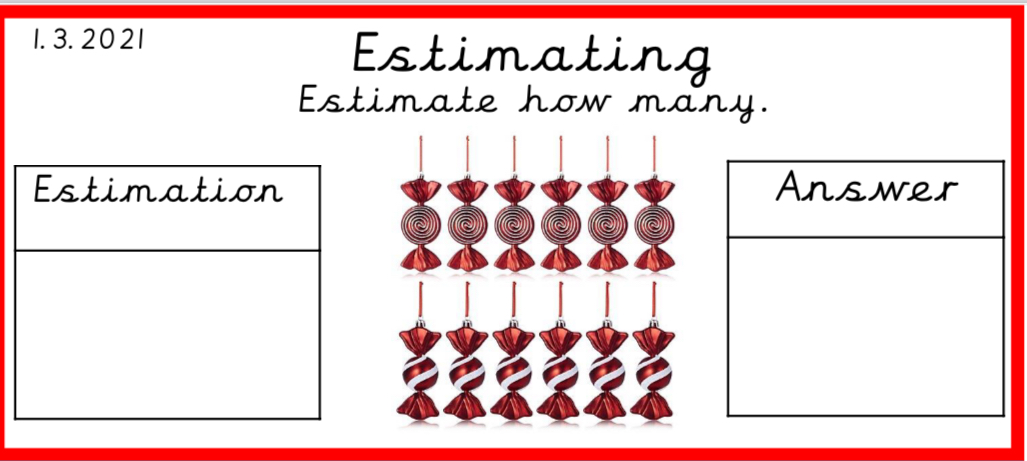 1.3.2021
Estimating
Estimate how many.
Estimation
Answer